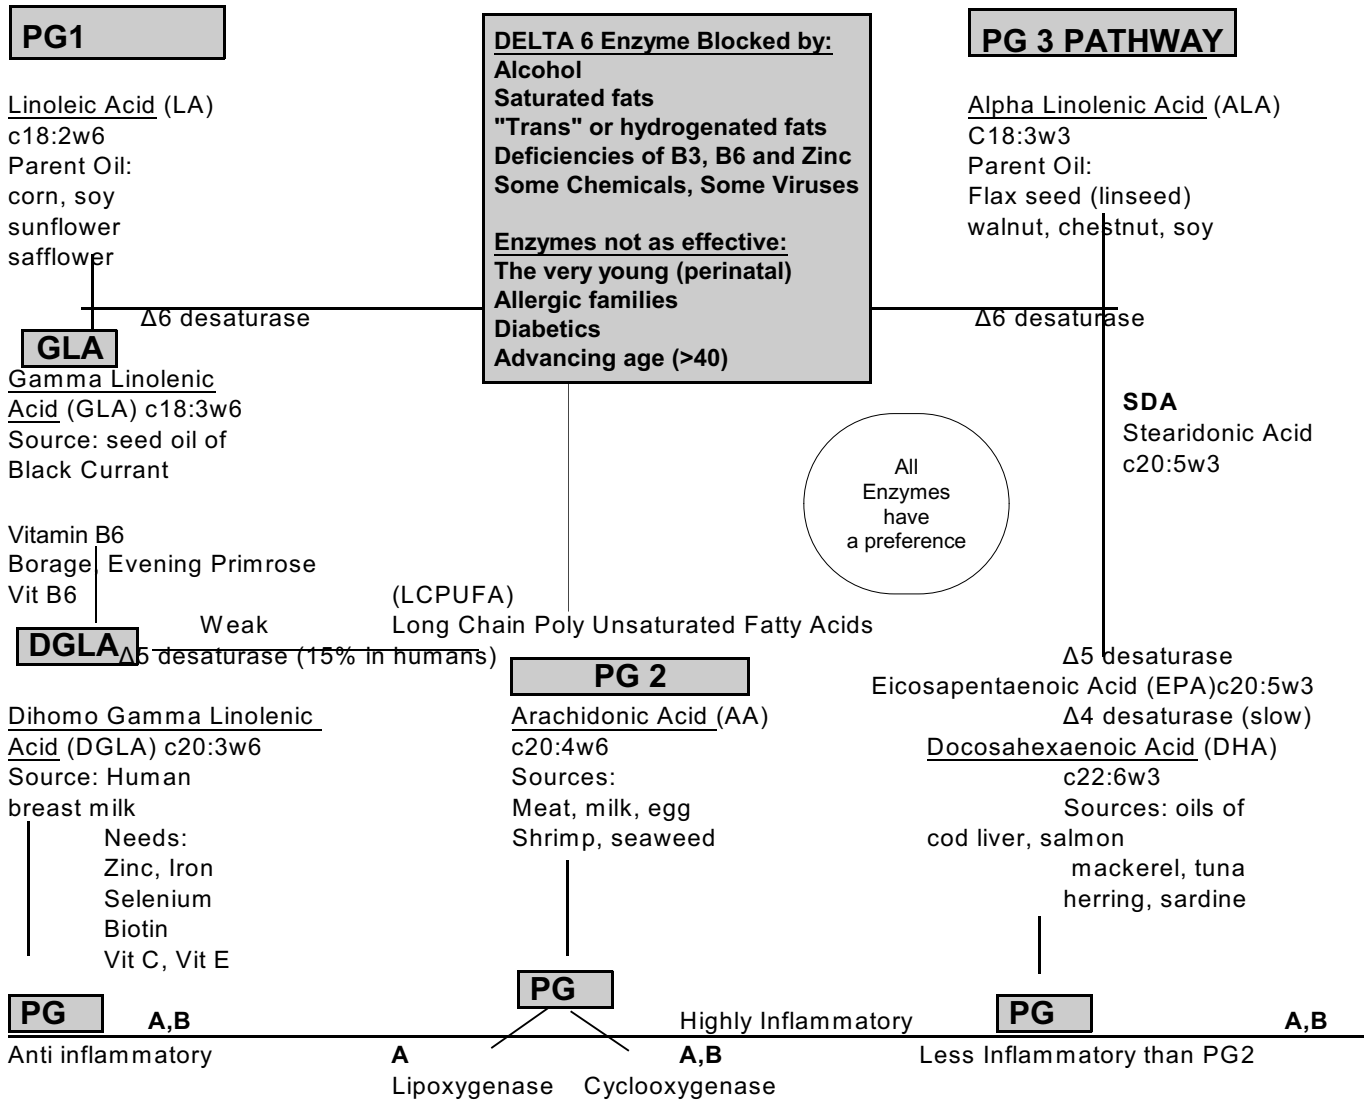 PG1
Linoleic Acid (LA)
c18:2w6
Parent Oil:
corn, soy
sunflower
safflower
Δ6 desaturase
GLA
Gamma Linolenic
Acid (GLA) c18:3w6
Source: seed oil of
Black Currant
Vitamin B6
Borage, Evening Primrose
Vit B6
DGLA
Weak
Δ5 desaturase (15% in humans)
Dihomo Gamma Linolenic
Acid (DGLA) c20:3w6
Source: Human
breast milk
Needs:
Zinc, Iron
Selenium
Biotin
Vit C, Vit E
PG
A,B
Anti inflammatory
DELTA 6 Enzyme Blocked by:
Alcohol
Saturated fats
"Trans" or hydrogenated fats
Deficiencies of B3, B6 and Zinc
Some Chemicals, Some Viruses
Enzymes not as effective:
The very young (perinatal)
Allergic families
Diabetics
Advancing age (>40)
All
Enzymes
have
a preference
(LCPUFA)
Long Chain Poly Unsaturated Fatty Acids
PG 2
Arachidonic Acid (AA)
c20:4w6
Sources:
Meat, milk, egg
Shrimp, seaweed
PG
Highly Inflammatory
A
Lipoxygenase
A,B
Cyclooxygenase
PG 3 PATHWAY
Alpha Linolenic Acid (ALA)
C18:3w3
Parent Oil:
Flax seed (linseed)
walnut, chestnut, soy
Δ6 desaturase
SDA
Stearidonic Acid
c20:5w3
Δ5 desaturase
Eicosapentaenoic Acid (EPA)c20:5w3
Δ4 desaturase (slow)
Docosahexaenoic Acid (DHA)
c22:6w3
Sources: oils of
cod liver, salmon
mackerel, tuna
herring, sardine
PG
A,B
Less Inflammatory than PG2